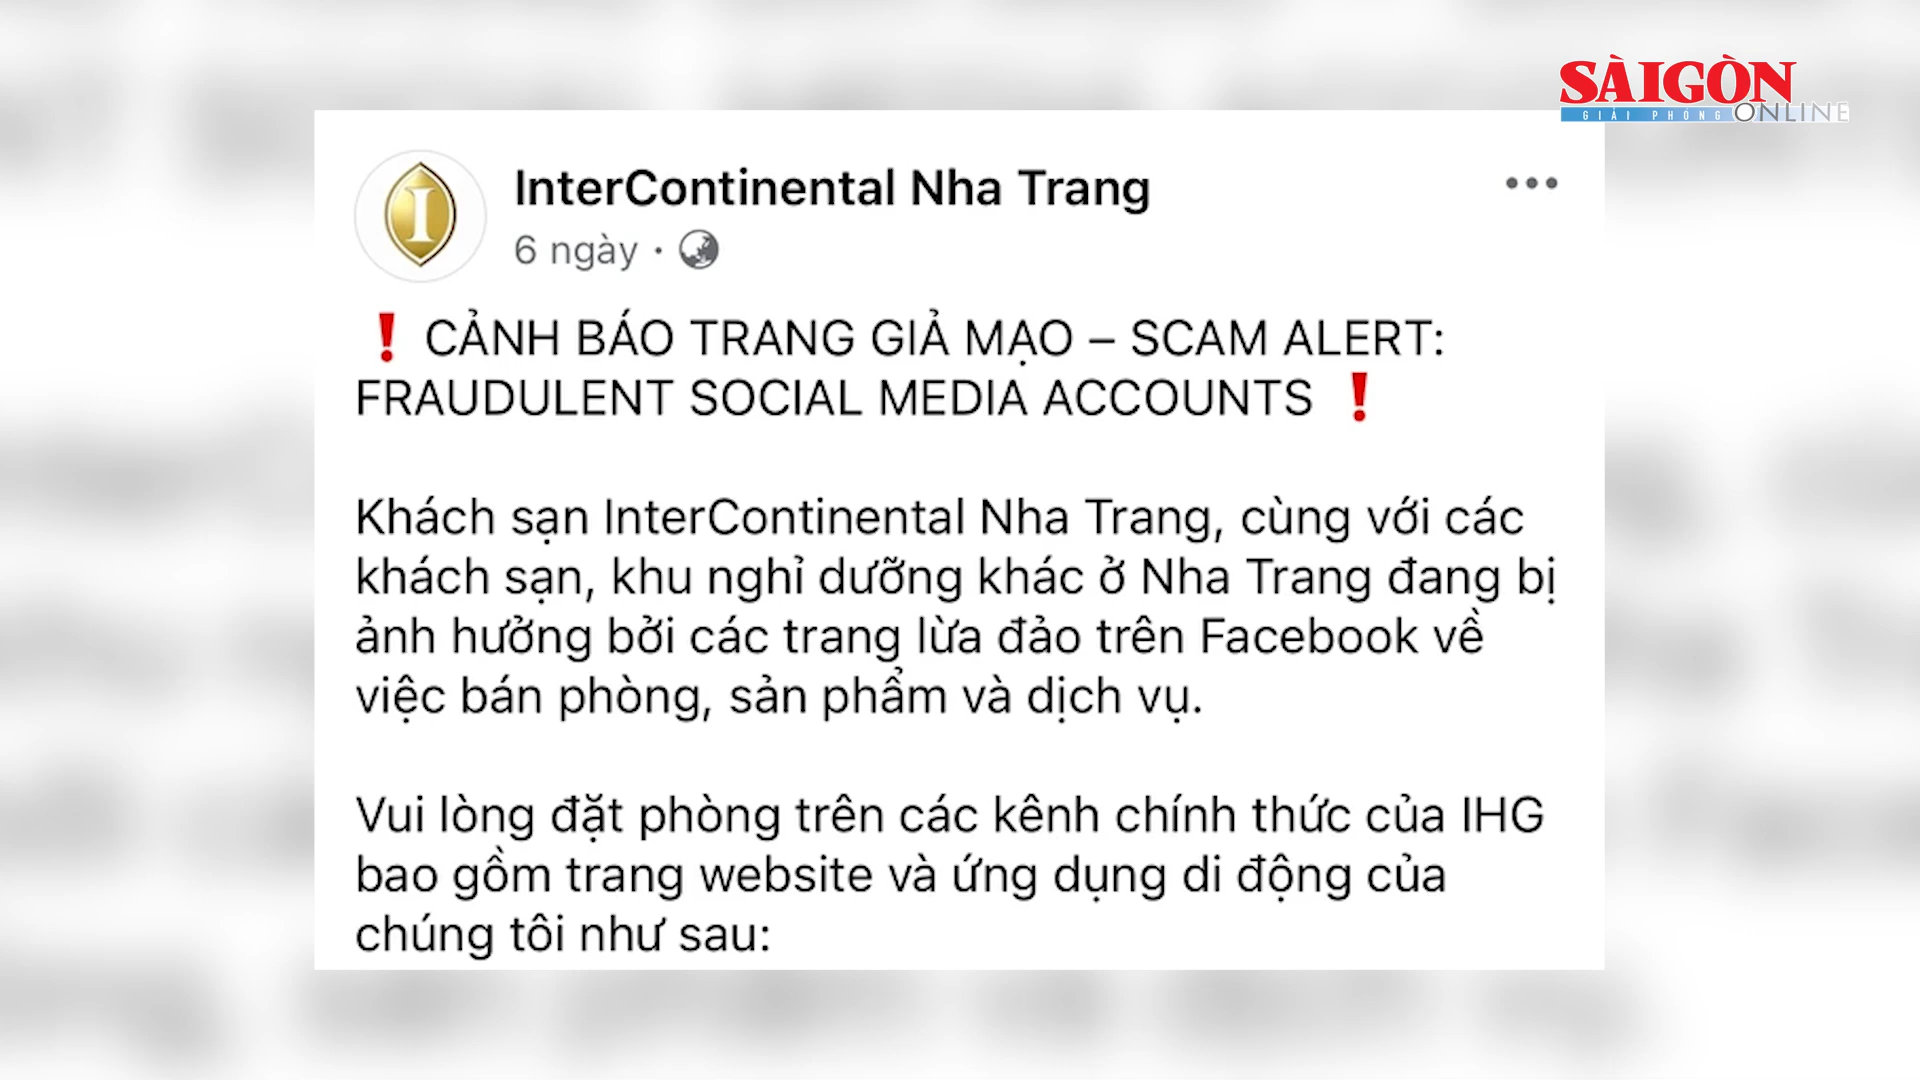 SÀIGÒN
GIẢI PHÓNG ONLINE
InterContinental Nha Trang
6 ngày ·
❗ CẢNH BÁO TRANG GIẢ MẠO – SCAM ALERT:
FRAUDULENT SOCIAL MEDIA ACCOUNTS ❗
Khách sạn InterContinental Nha Trang, cùng với các
khách sạn, khu nghỉ dưỡng khác ở Nha Trang đang bị
ảnh hưởng bởi các trang lừa đảo trên Facebook về
việc bán phòng, sản phẩm và dịch vụ.
Vui lòng đặt phòng trên các kênh chính thức của IHG
bao gồm trang website và ứng dụng di động của
chúng tôi như sau: